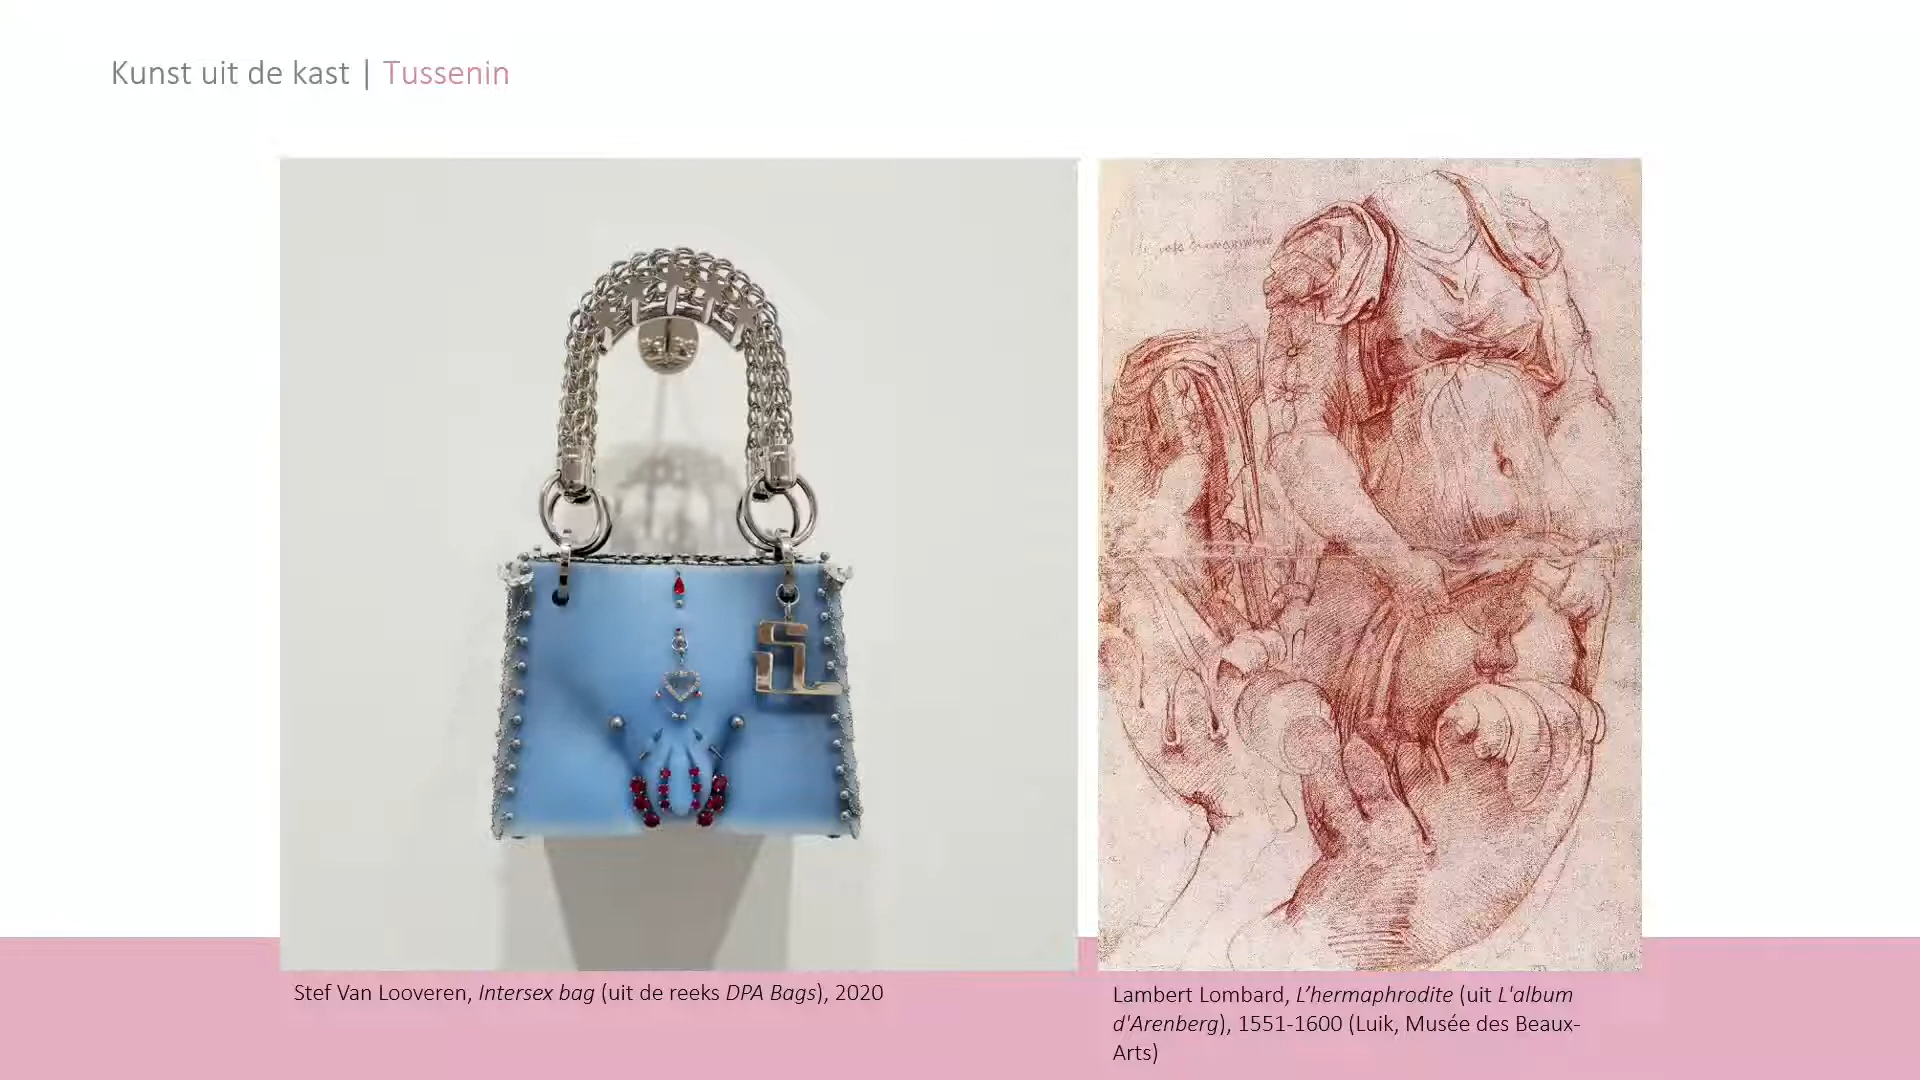 Kunst uit de kast | Tussenin
Stef Van Looveren, Intersex bag (uit de reeks DPA Bags), 2020
Lambert Lombard, L’hermaphrodite (uit L'album
d'Arenberg), 1551-1600 (Luik, Musée des Beaux-
Arts)